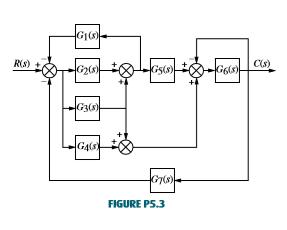 G1(s)
R(s) + − − G2(s) + + G5(s) + − + G6(s) C(s)
G3(s)
+ +
G4(s)
G7(s)
FIGURE P5.3